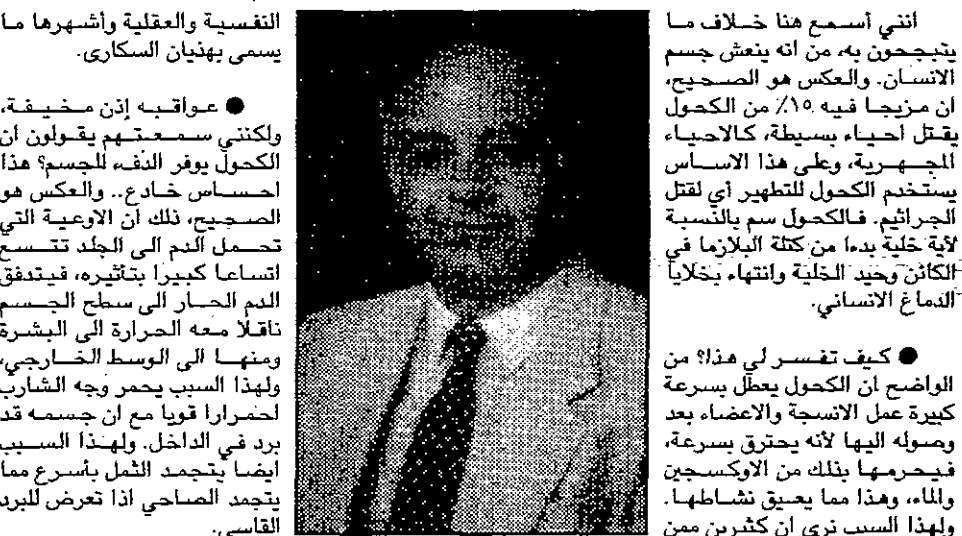 انني أسمع هنا خلاف ما
يتبجحون به، من انه ينعش جسم
الانسان. والعكس هو الصحيح،
ان مزيجا فيه ١٥٪ من الكحول
يقتل احياء بسيطة، كالاحياء
المجهرية، وعلى هذا الاساس
يستخدم الكحول للتطهير أي لقتل
الجراثيم. فالكحول سم بالنسبة
لأية خلية بدءا من كتلة البلازما في
الكائن وحيد الخلية وانتهاء بخلايا
الدماغ الانساني.
● كيف تفسر لي هذا؟ من
الواضح ان الكحول يعطل بسرعة
كبيرة عمل الانسجة والاعضاء بعد
وصوله اليها لأنه يحترق بسرعة،
فيحرمها بذلك من الاوكسجين
والماء، وهذا مما يعيق نشاطها.
ولهذا السبب نرى ان كثرين ممن
النفسية والعقلية وأشهرها ما
يسمى بهذيان السكارى.
● عواقبه إذن مخيفة،
ولكنني سمعتهم يقولون ان
الكحول يوفر الدفء للجسم؟ هذا
احساس خادع.. والعكس هو
الصحيح، ذلك أن الاوعية التي
تحمل الدم الى الجلد تتسع
اتساعا كبيرا بتأثيره، فيتدفق
الدم الحار الى سطح الجسم
ناقلا معه الحرارة الى البشرة
ومنها الى الوسط الخارجي،
ولهذا السبب يحمر وجه الشارب
احمرارا قويا مع ان جسمه قد
برد في الداخل. ولهذا السبب
ايضا يتجمد الثمل بأسرع مما
يتجمد الصاحي اذا تعرض للبرد
القاسي.